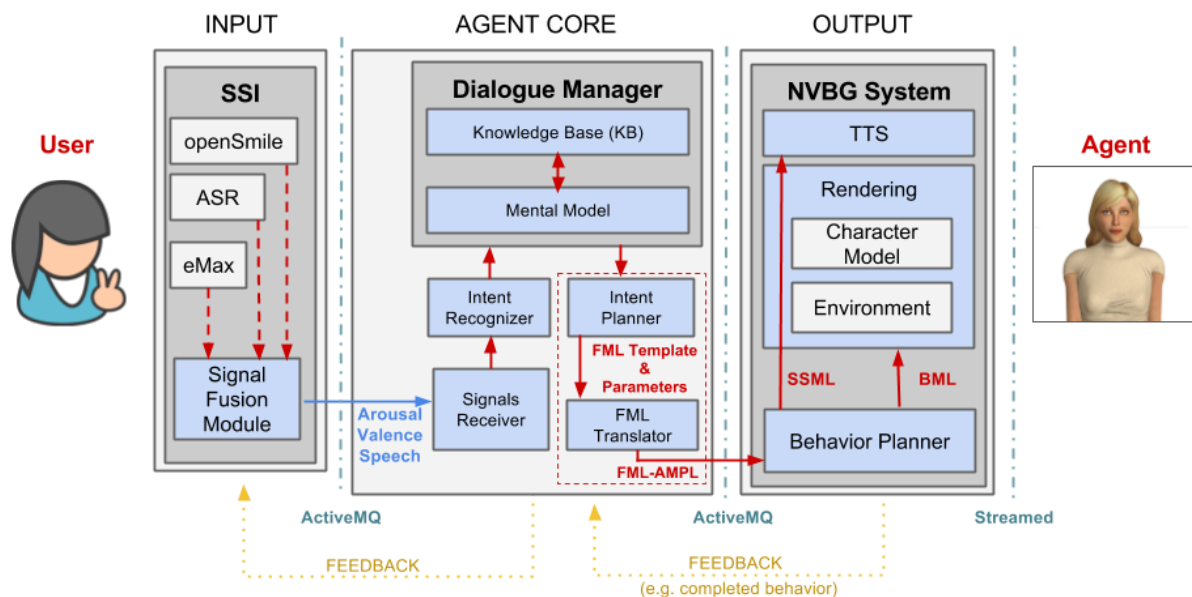 INPUT
AGENT CORE
OUTPUT
User
SSI
openSmile
ASR
eMax
Signal
Fusion
Module
Arousal
Valence
Speech
Dialogue Manager
Knowledge Base (KB)
Mental Model
Intent
Recognizer
Signals
Receiver
Intent
Planner
FML Template
&
Parameters
FML
Translator
FML-AMPL
NVBG System
TTS
Rendering
Character
Model
Environment
SSML
BML
Behavior Planner
Agent
ActiveMQ
ActiveMQ
Streamed
FEEDBACK
FEEDBACK
(e.g. completed behavior)